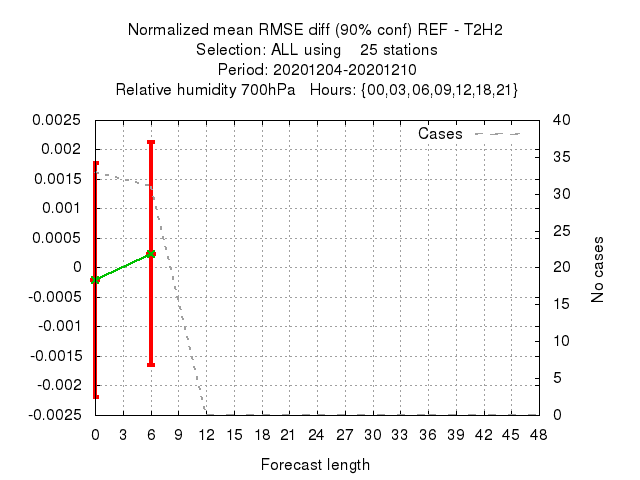 Normalized mean RMSE diff (90% conf) REF - T2H2
Selection: ALL using    25 stations
Period: 20201204-20201210
Relative humidity 700hPa   Hours: {00,03,06,09,12,18,21}
Cases
0.0025
0.002
0.0015
0.001
0.0005
0
-0.0005
-0.001
-0.0015
-0.002
-0.0025
40
35
30
25
20
15
10
5
0
No cases
0 3 6 9 12 15 18 21 24 27 30 33 36 39 42 45 48
Forecast length